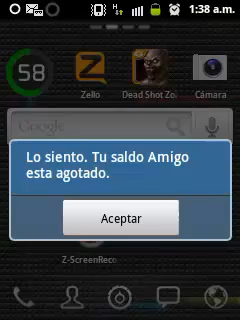 1:38 a.m.
58
Zello
Dead Shot Zo
Cámara
Google
Lo siento. Tu saldo Amigo
esta agotado.
Aceptar
Z-ScreenReco